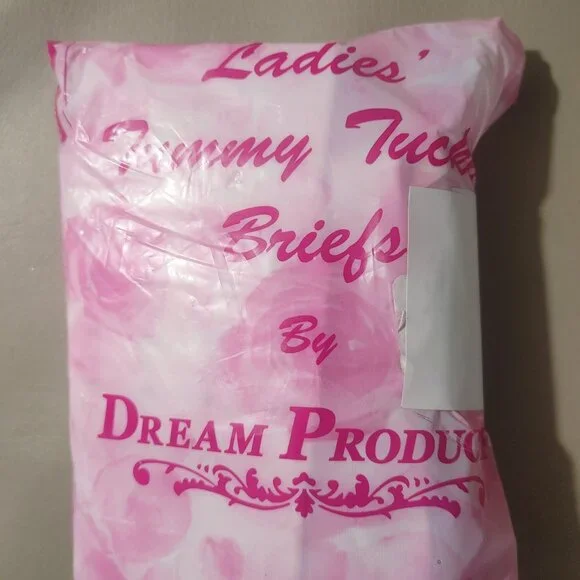 Ladies'
Tummy Tuck
Briefs
By
DREAM PRODUC